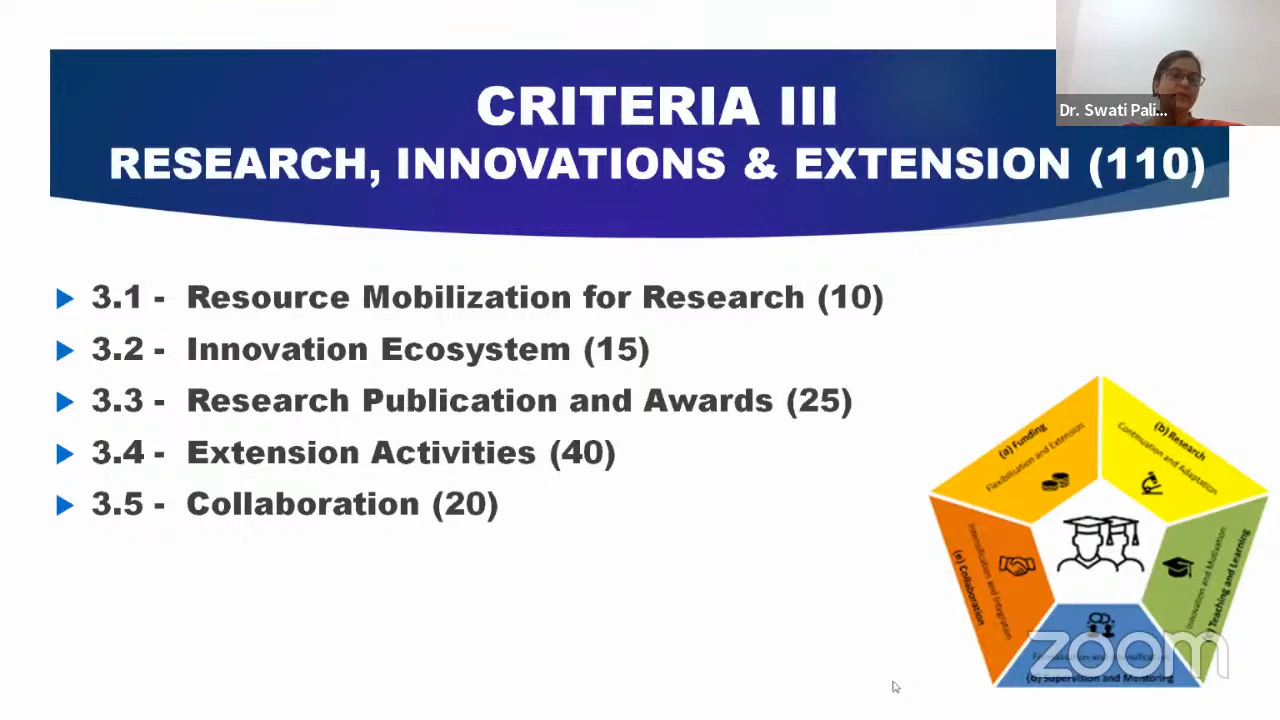 CRITERIA III
RESEARCH, INNOVATIONS & EXTENSION (110)
Dr. Swati Pali...
3.1 - Resource Mobilization for Research (10)
3.2 - Innovation Ecosystem (15)
3.3 - Research Publication and Awards (25)
3.4 - Extension Activities (40)
3.5 - Collaboration (20)
(a) Funding
Flexibilisation and Extension
(b) Research
Continuation and Adaptation
Innovation and Motivation
Teaching and Learning
(b) Supervision and Mentoring
(e) Collaboration
Intensification and Integration
zoom